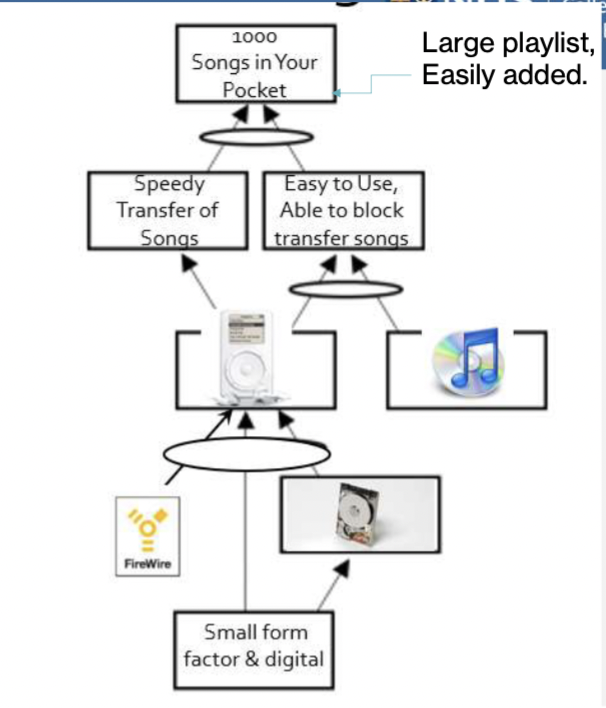 1000
Songs in Your
Pocket
Large playlist,
Easily added.
Speedy
Transfer of
Songs
Easy to Use,
Able to block
transfer songs
FireWire
Small form
factor & digital